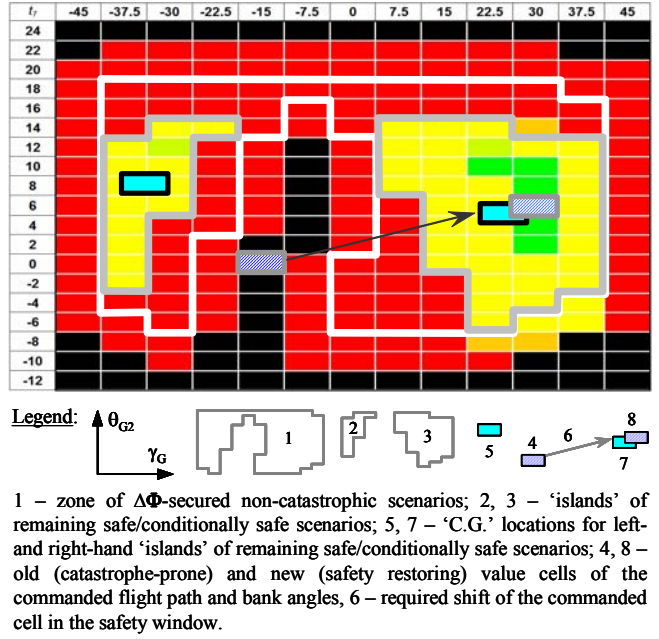 t₇ -45 -37.5 -30 -22.5 -15 -7.5 0 7.5 15 22.5 30 37.5 45
24
22
20
18
16
14
12
10
8
6
4
2
0
-2
-4
-6
-8
-10
-12
Legend:
θG2
γG
1
2
3
5
4
6
8
7
1 – zone of ΔΦ-secured non-catastrophic scenarios; 2, 3 – ‘islands’ of
remaining safe/conditionally safe scenarios; 5, 7 – ‘C.G.’ locations for left-
and right-hand ‘islands’ of remaining safe/conditionally safe scenarios; 4, 8 –
old (catastrophe-prone) and new (safety restoring) value cells of the
commanded flight path and bank angles, 6 – required shift of the commanded
cell in the safety window.